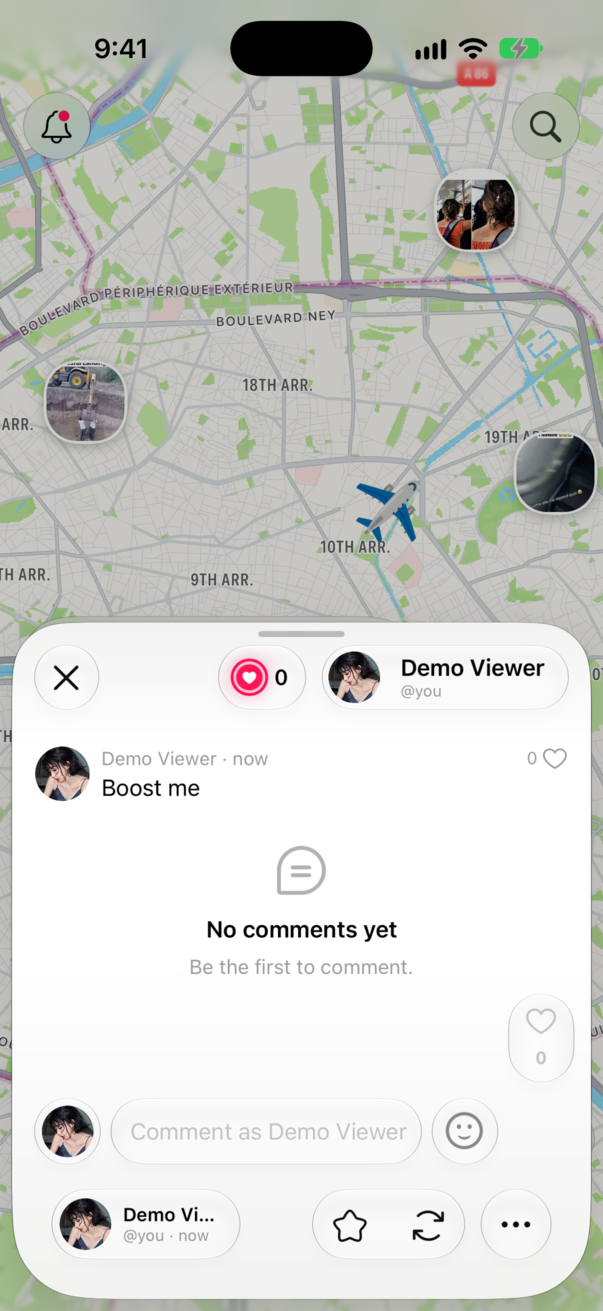 9:41
A86
BOULEVARD PÉRIPHÉRIQUE EXTÉRIEUR
BOULEVARD NEY
18TH ARR.
ARR.
19TH
10TH ARR.
TH ARR.
9TH ARR.
0
Demo Viewer
@you
Demo Viewer · now
0
Boost me
No comments yet
Be the first to comment.
0
Comment as Demo Viewer
Demo Vi...
@you · now